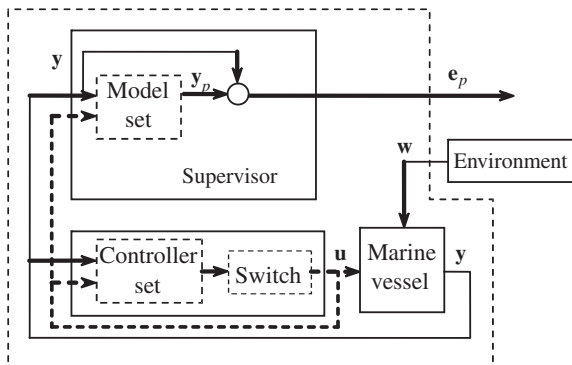 y
Model
set
y_p
e_p
Supervisor
w
Environment
Controller
set
Switch
u
Marine
vessel
y